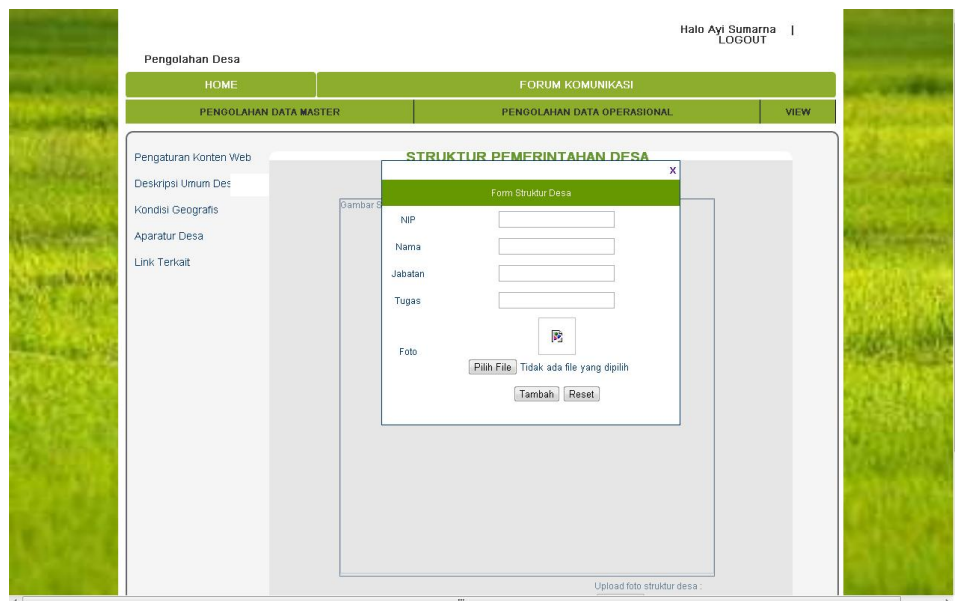 Halo Ayi Sumarna |
LOGOUT
Pengolahan Desa
HOME FORUM KOMUNIKASI
PENGOLAHAN DATA MASTER PENGOLAHAN DATA OPERASIONAL VIEW
Pengaturan Konten Web
Deskripsi Umum Des
Kondisi Geografis
Aparatur Desa
Link Terkait
STRUKTUR PEMERINTAHAN DESA
Gambar S
X
Form Struktur Desa
NIP
Nama
Jabatan
Tugas
Foto
Pilih File Tidak ada file yang dipilih
Tambah Reset
Upload foto struktur desa :